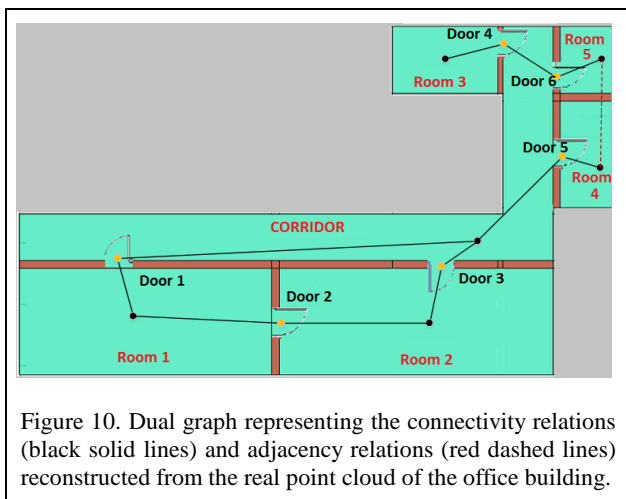 Door 4
Room
5
Room 3
Door 6
Door 5
Room
4
CORRIDOR
Door 1
Door 3
Door 2
Room 1
Room 2
Figure 10. Dual graph representing the connectivity relations
(black solid lines) and adjacency relations (red dashed lines)
reconstructed from the real point cloud of the office building.